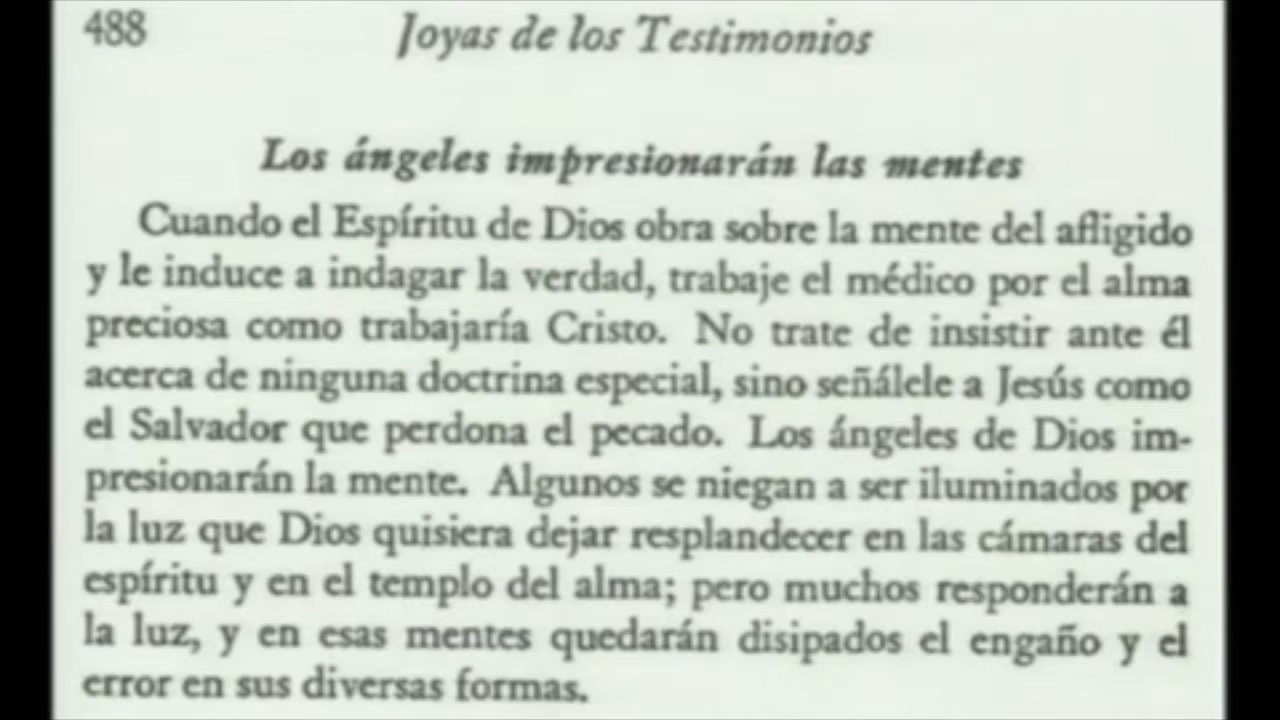 488
Joyas de los Testimonios
Los ángeles impresionarán las mentes
Cuando el Espíritu de Dios obra sobre la mente del afligido
y le induce a indagar la verdad, trabaje el médico por el alma
preciosa como trabajaría Cristo. No trate de insistir ante él
acerca de ninguna doctrina especial, sino señálele a Jesús como
el Salvador que perdona el pecado. Los ángeles de Dios im-
presionarán la mente. Algunos se niegan a ser iluminados por
la luz que Dios quisiera dejar resplandecer en las cámaras del
espíritu y en el templo del alma; pero muchos responderán a
la luz, y en esas mentes quedarán disipados el engaño y el
error en sus diversas formas.